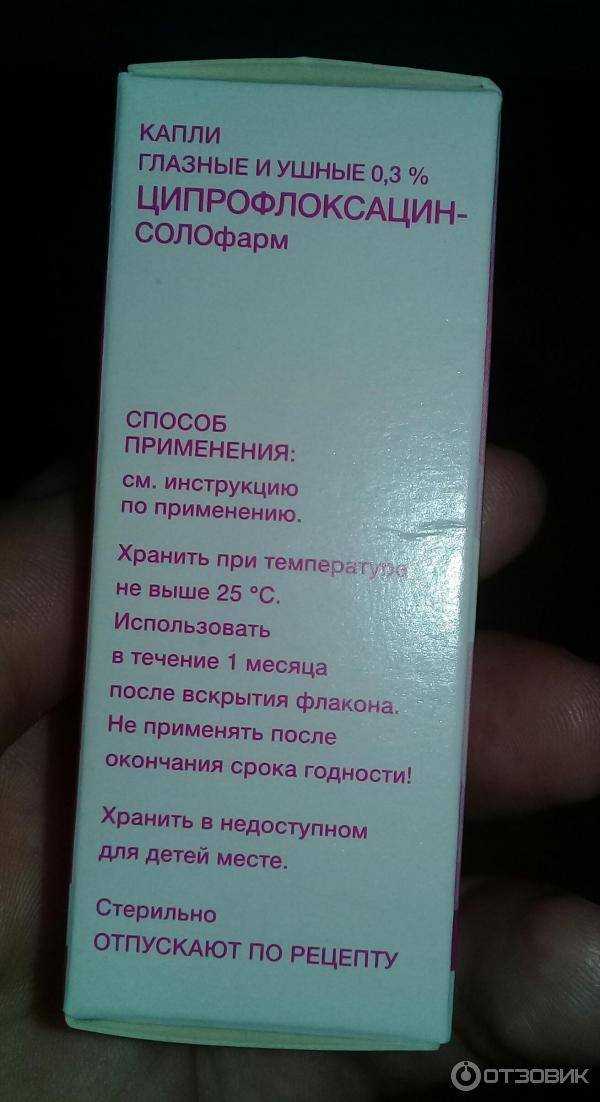 КАПЛИ
ГЛАЗНЫЕ И УШНЫЕ 0,3 %
ЦИПРОФЛОКСАЦИН-
СОЛОфарм
СПОСОБ
ПРИМЕНЕНИЯ:
см. инструкцию
по применению.
Хранить при температуре
не выше 25 °С.
Использовать
в течение 1 месяца
после вскрытия флакона.
Не применять после
окончания срока годности!
Хранить в недоступном
для детей месте.
Стерильно
ОТПУСКАЮТ ПО РЕЦЕПТУ
ОТЗОВИК